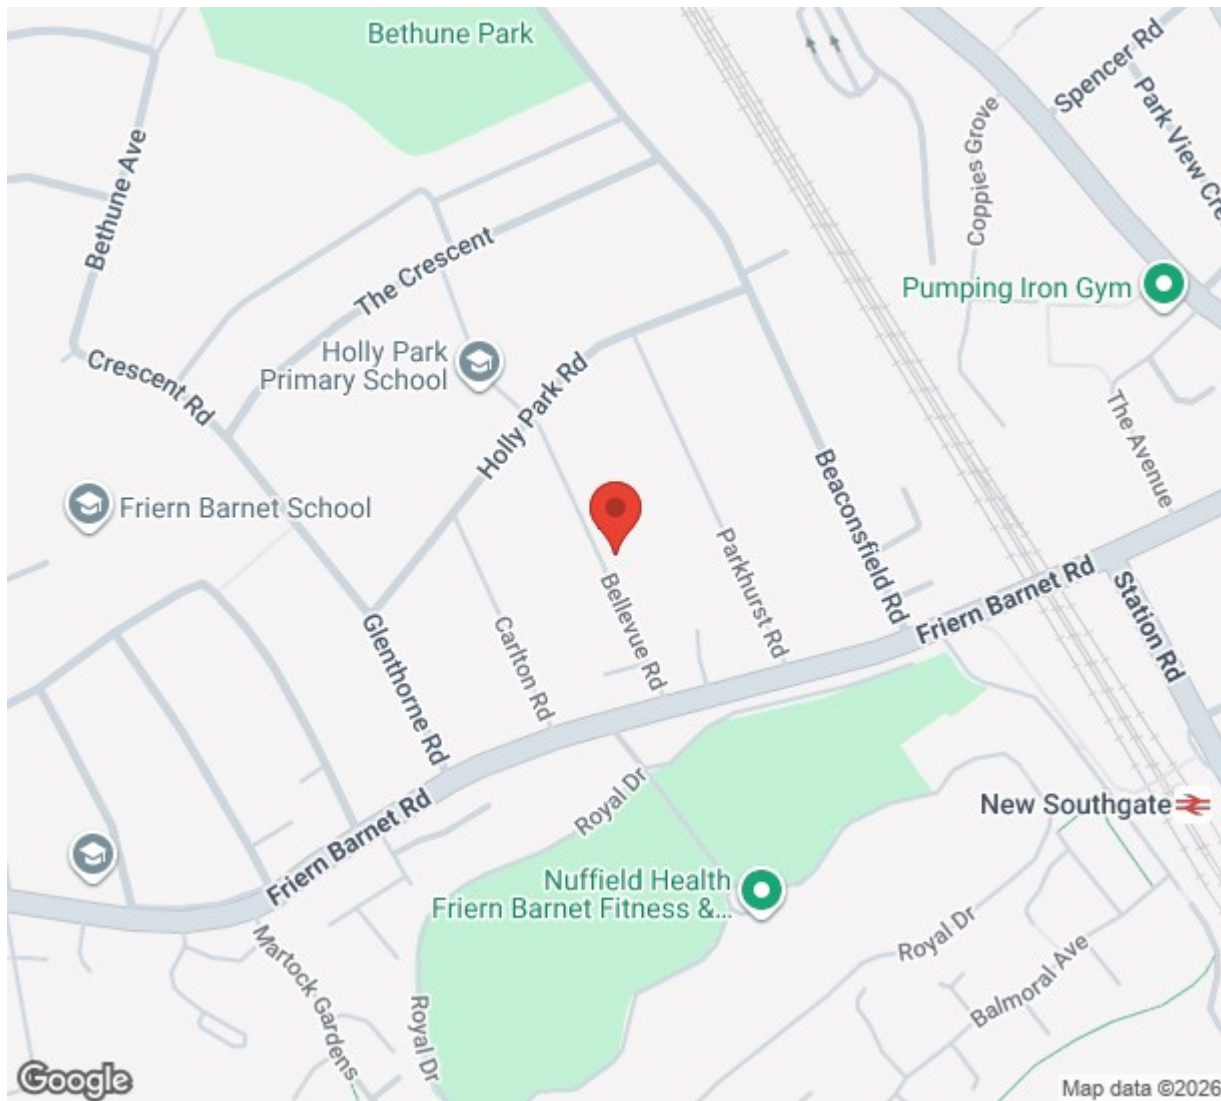 Bethune Park
Spencer Rd
Park View Cre
Bethune Ave
Coppies Grove
The Crescent
Pumping Iron Gym
Holly Park
Primary School
Crescent Rd
Holly Park Rd
The Avenue
Friern Barnet School
Beaconsfield Rd
Parkhurst Rd
Bellevue Rd
Friern Barnet Rd
Station Rd
Carlton Rd
Glenthorne Rd
Royal Dr
New Southgate
Friern Barnet Rd
Nuffield Health
Friern Barnet Fitness &...
Royal Dr
Balmoral Ave
Martock Gardens
Royal Dr
Google
Map data ©2026